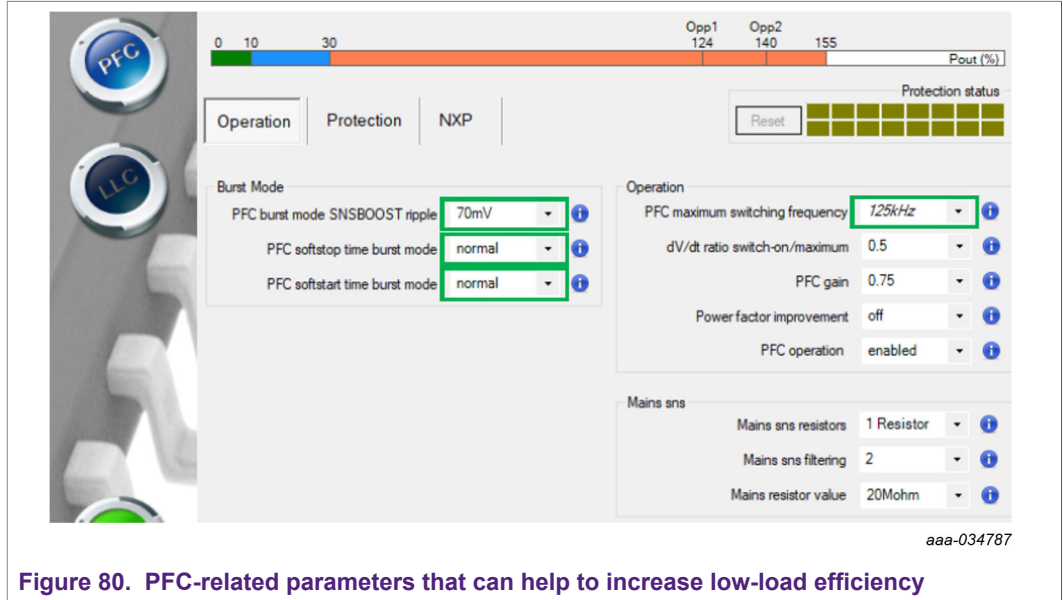 PFC
LLC
Opp1 Opp2
0 10 30 124 140 155
Pout (%)
Protection status
Operation Protection NXP
Reset
Burst Mode
PFC burst mode SNSBOOST ripple 70mV
PFC softstop time burst mode normal
PFC softstart time burst mode normal
Operation
PFC maximum switching frequency 125kHz
dV/dt ratio switch-on/maximum 0.5
PFC gain 0.75
Power factor improvement off
PFC operation enabled
Mains sns
Mains sns resistors 1 Resistor
Mains sns filtering 2
Mains resistor value 20Mohm
aaa-034787
Figure 80. PFC-related parameters that can help to increase low-load efficiency